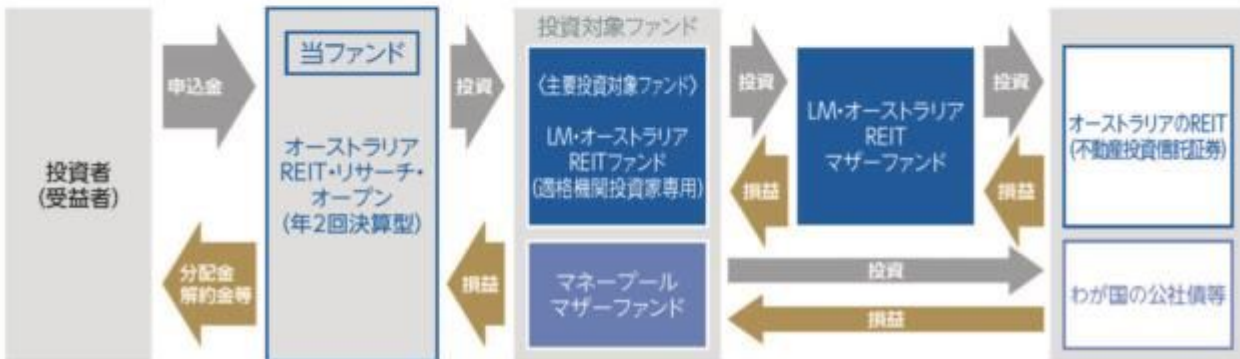 投資者
(受益者)
申込金
分配金
解約金等
当ファンド
オーストラリア
REIT・リサーチ・
オープン
(年2回決算型)
投資
損益
投資対象ファンド
〈主要投資対象ファンド〉
LM・オーストラリア
REITファンド
(適格機関投資家専用)
マネープール
マザーファンド
投資
損益
LM・オーストラリア
REIT
マザーファンド
投資
損益
投資
損益
オーストラリアのREIT
(不動産投資信託証券)
わが国の公社債等